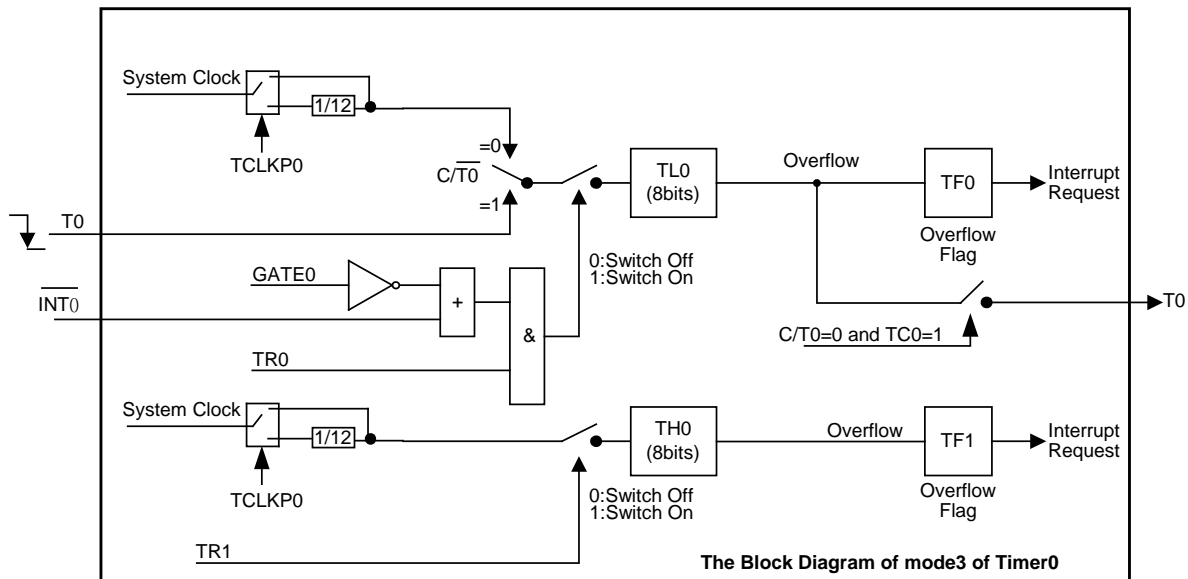 System Clock
1/12
TCLKP0
=0
C/T0
=1
T0
TL0
(8bits)
Overflow
TF0
Interrupt
Request
Overflow
Flag
0:Switch Off
1:Switch On
GATE0
INT0
+
&
TR0
T0
C/T0=0 and TC0=1
System Clock
1/12
TCLKP0
TH0
(8bits)
Overflow
TF1
Interrupt
Request
Overflow
Flag
0:Switch Off
1:Switch On
TR1
The Block Diagram of mode3 of Timer0